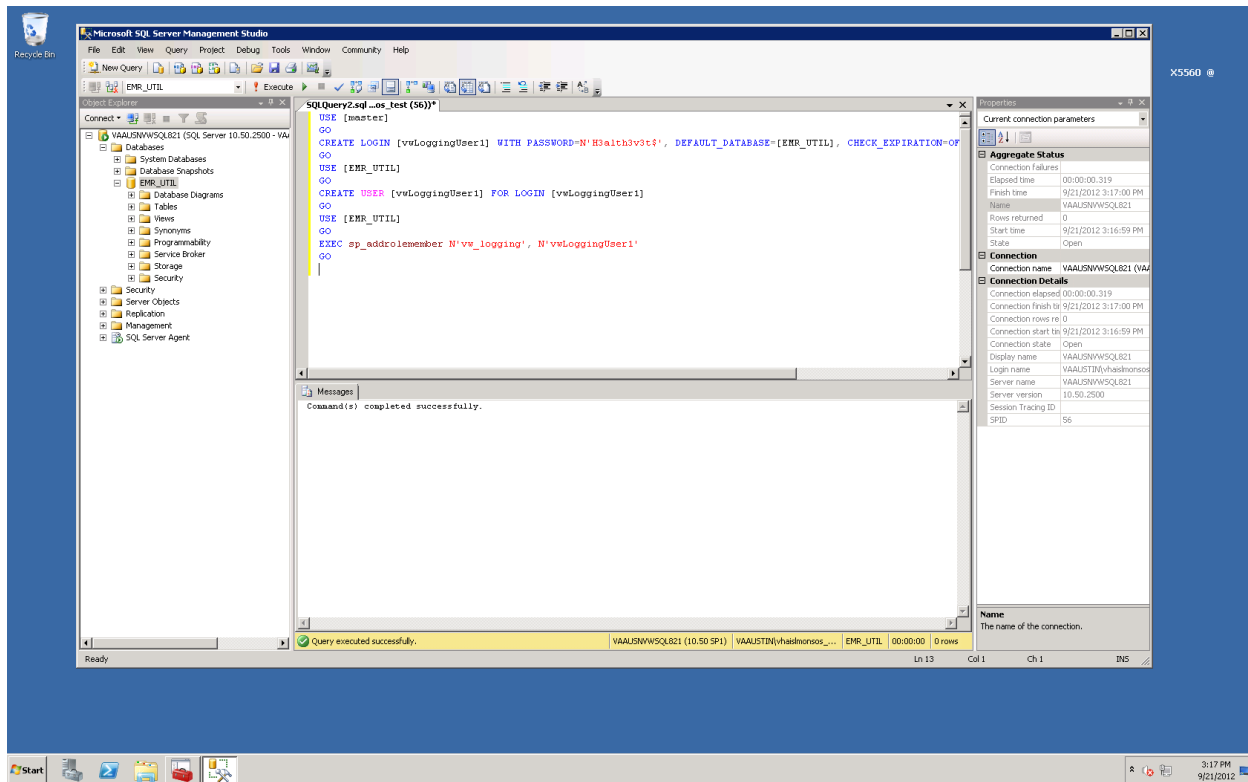 Recycle Bin
X5560 @
Microsoft SQL Server Management Studio
File Edit View Query Project Debug Tools Window Community Help
New Query
EMR_UTIL
Execute
Object Explorer
Connect
VAAUSNVWSQL821 (SQL Server 10.50.2500 - VAA
Databases
System Databases
Database Snapshots
EMR_UTIL
Database Diagrams
Tables
Views
Synonyms
Programmability
Service Broker
Storage
Security
Security
Server Objects
Replication
Management
SQL Server Agent
SQLQuery2.sql ...os_test (56))*
USE [master]
GO
CREATE LOGIN [vwLoggingUser1] WITH PASSWORD=N'H3alth3v3t$', DEFAULT_DATABASE=[EMR_UTIL], CHECK_EXPIRATION=OF
GO
USE [EMR_UTIL]
GO
CREATE USER [vwLoggingUser1] FOR LOGIN [vwLoggingUser1]
GO
USE [EMR_UTIL]
GO
EXEC sp_addrolemember N'vw_logging', N'vwLoggingUser1'
GO
Messages
Command(s) completed successfully.
Query executed successfully.
VAAUSNVWSQL821 (10.50 SP1)
VAAUSTIN\vhaislmonsos_...
EMR_UTIL
00:00:00
0 rows
Properties
Current connection parameters
Aggregate Status
Connection failures
Elapsed time 00:00:00.319
Finish time 9/21/2012 3:17:00 PM
Name VAAUSNVWSQL821
Rows returned 0
Start time 9/21/2012 3:16:59 PM
State Open
Connection
Connection name VAAUSNVWSQL821 (VAA
Connection Details
Connection elapsed 00:00:00.319
Connection finish tir 9/21/2012 3:17:00 PM
Connection rows re 0
Connection start tin 9/21/2012 3:16:59 PM
Connection state Open
Display name VAAUSNVWSQL821
Login name VAAUSTIN\vhaislmonsos
Server name VAAUSNVWSQL821
Server version 10.50.2500
Session Tracing ID
SPID 56
Name
The name of the connection.
Ready
Ln 13 Col 1 Ch 1 INS
Start
3:17 PM
9/21/2012